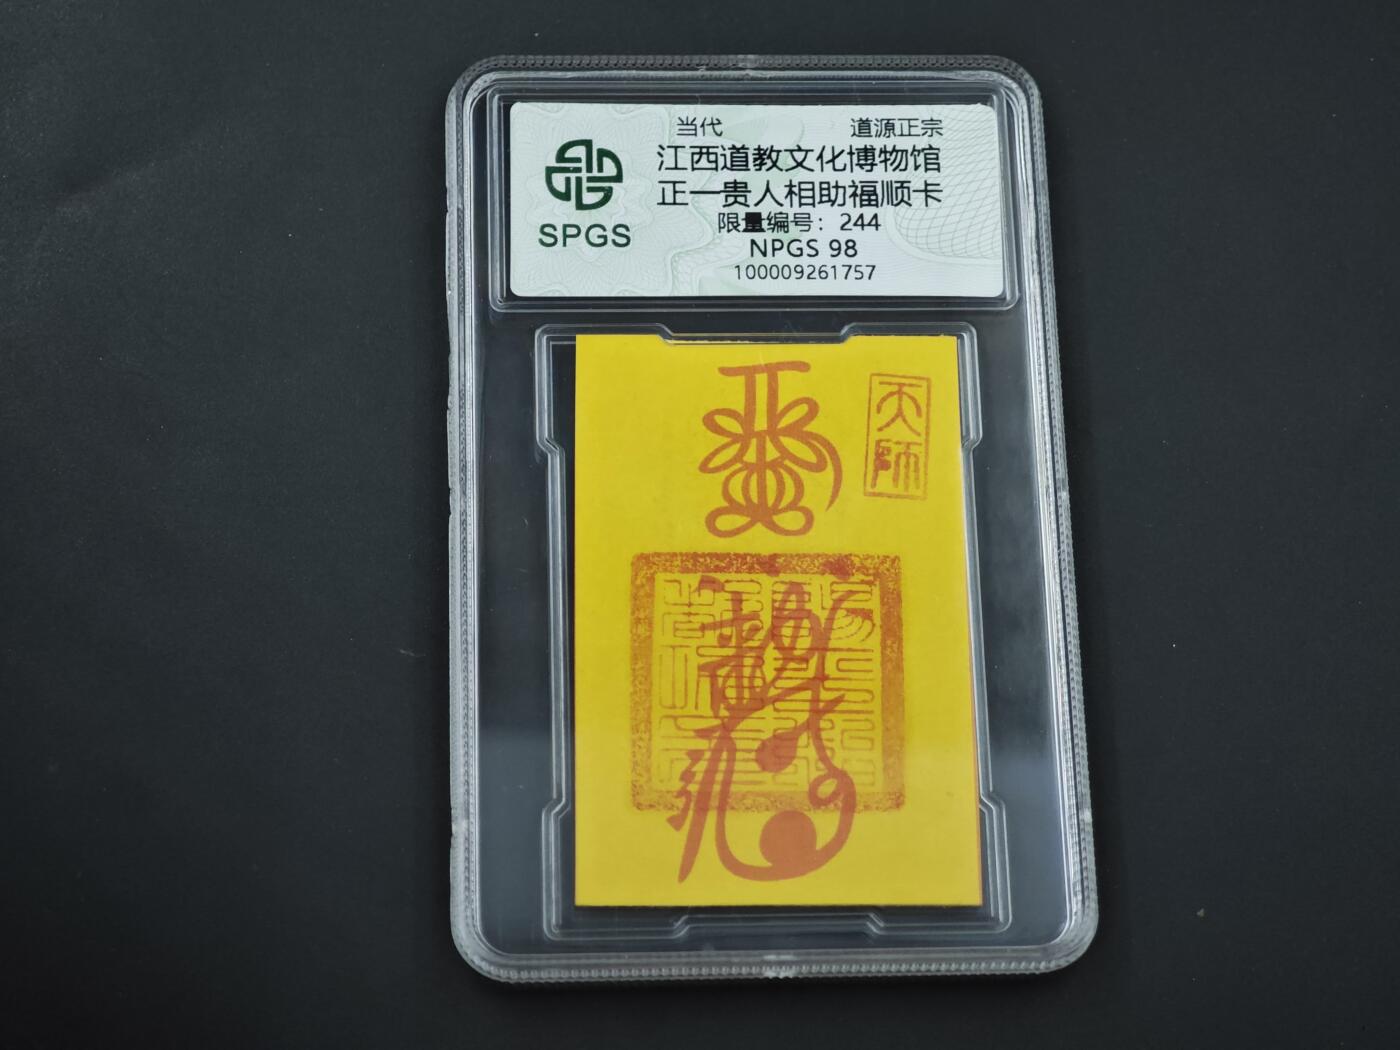 当代 道源正宗
江西道教文化博物馆
正一贵人相助福顺卡
限量编号：244
NPGS 98
100009261757
SPGS
天师